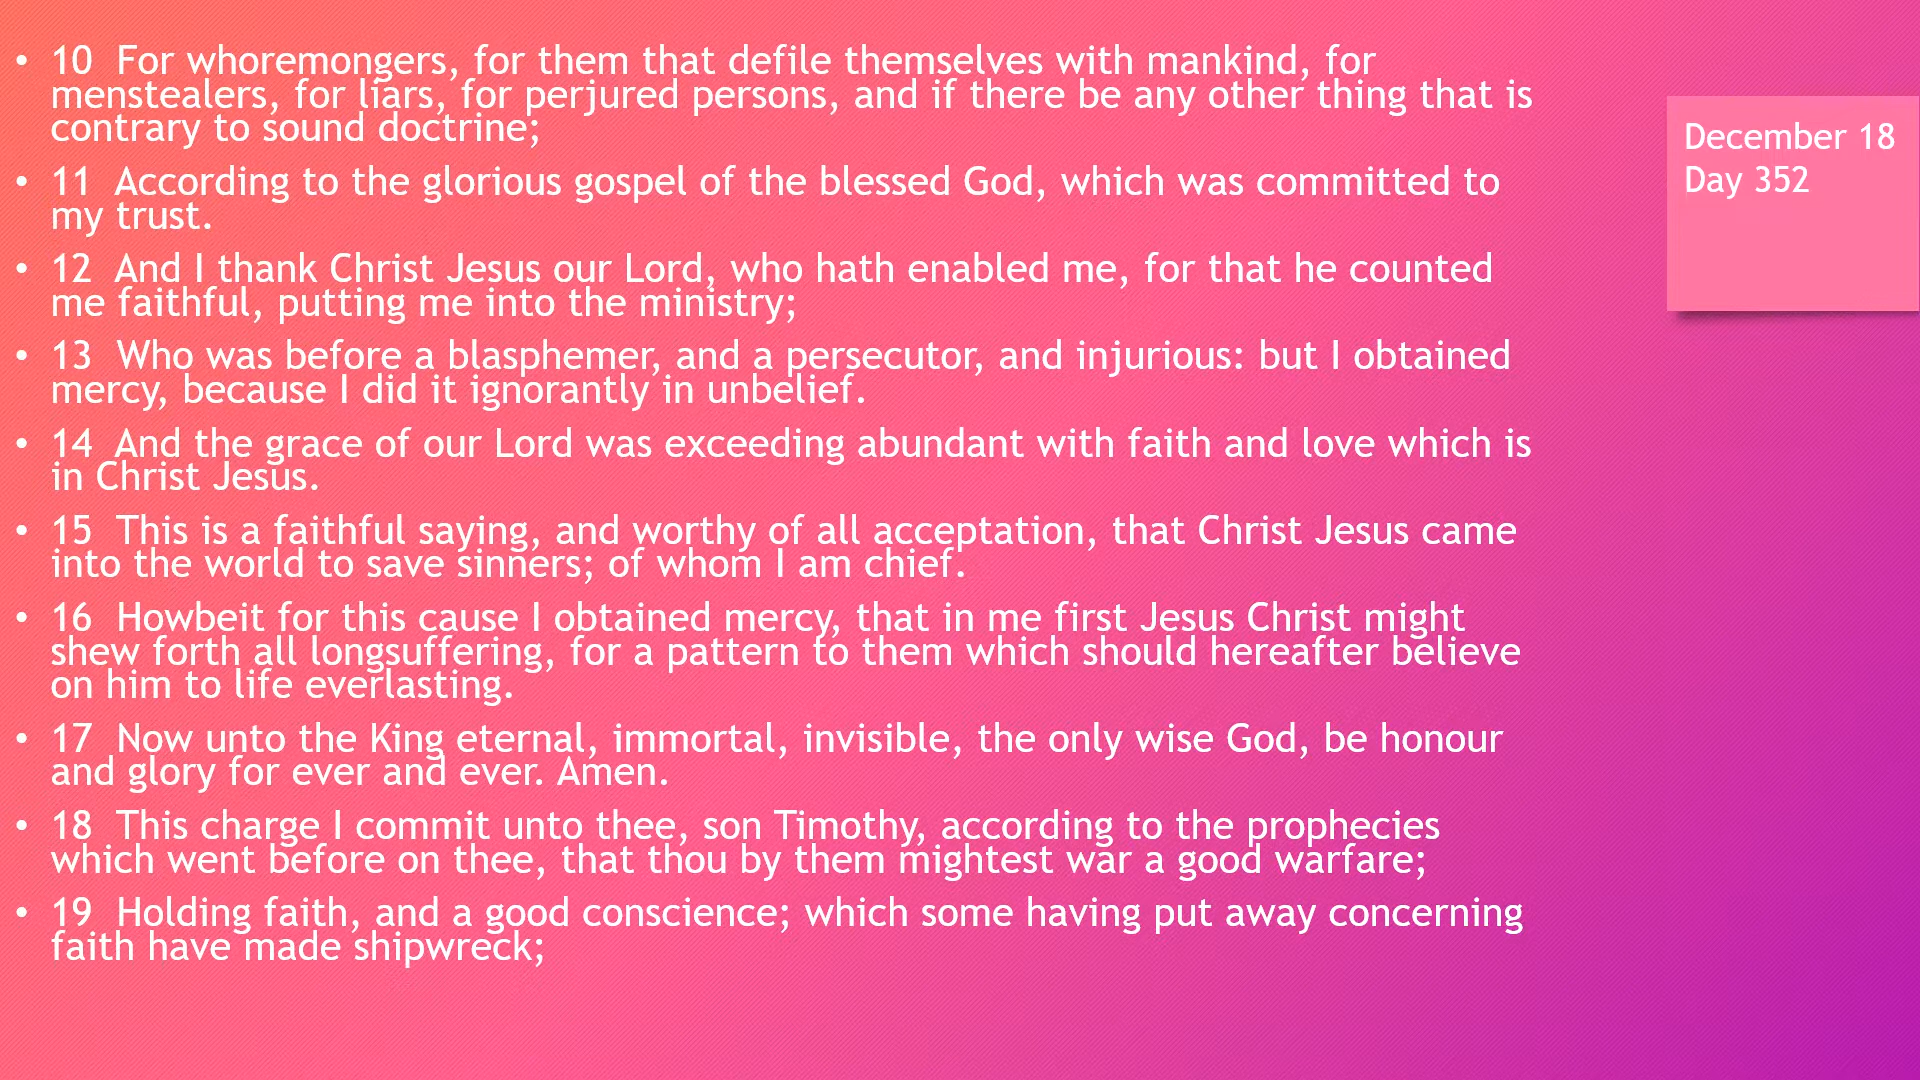 • 10  For whoremongers, for them that defile themselves with mankind, for
menstealers, for liars, for perjured persons, and if there be any other thing that is
contrary to sound doctrine;
• 11  According to the glorious gospel of the blessed God, which was committed to
my trust.
• 12  And I thank Christ Jesus our Lord, who hath enabled me, for that he counted
me faithful, putting me into the ministry;
• 13  Who was before a blasphemer, and a persecutor, and injurious: but I obtained
mercy, because I did it ignorantly in unbelief.
• 14  And the grace of our Lord was exceeding abundant with faith and love which is
in Christ Jesus.
• 15  This is a faithful saying, and worthy of all acceptation, that Christ Jesus came
into the world to save sinners; of whom I am chief.
• 16  Howbeit for this cause I obtained mercy, that in me first Jesus Christ might
shew forth all longsuffering, for a pattern to them which should hereafter believe
on him to life everlasting.
• 17  Now unto the King eternal, immortal, invisible, the only wise God, be honour
and glory for ever and ever. Amen.
• 18  This charge I commit unto thee, son Timothy, according to the prophecies
which went before on thee, that thou by them mightest war a good warfare;
• 19  Holding faith, and a good conscience; which some having put away concerning
faith have made shipwreck;
December 18
Day 352